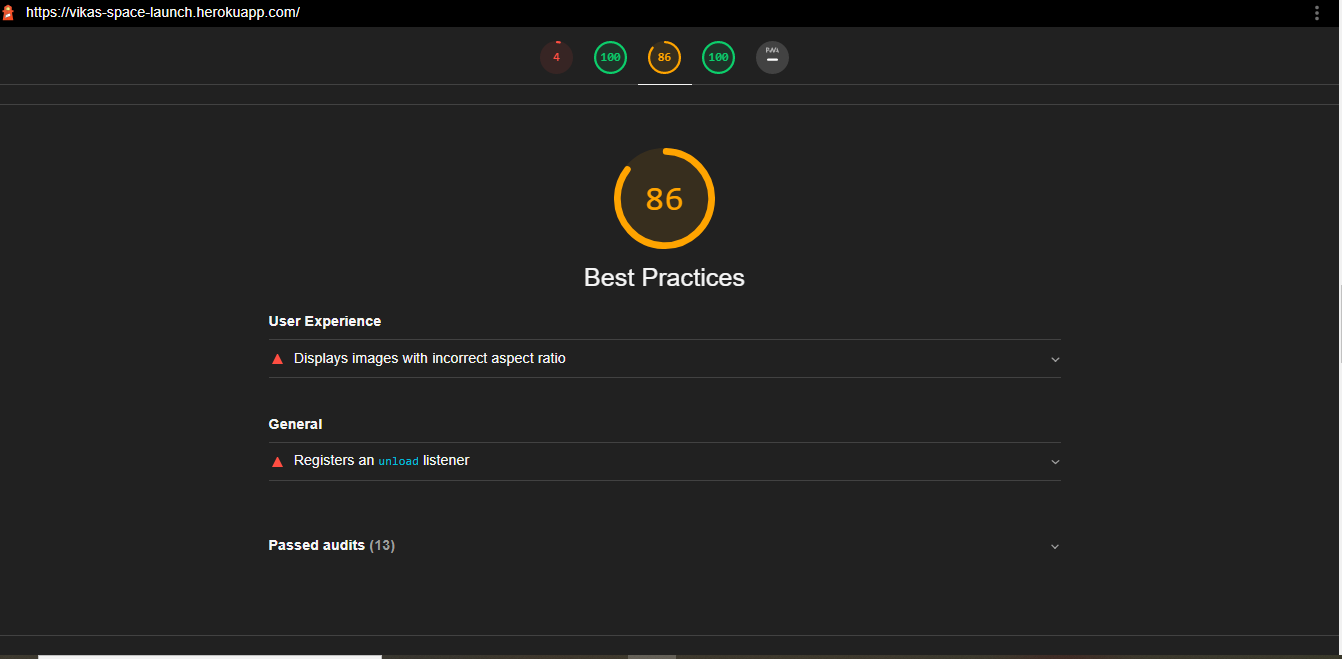 https://vikas-space-launch.herokuapp.com/
4 100 86 100 PWA
86
Best Practices
User Experience
Displays images with incorrect aspect ratio
General
Registers an unload listener
Passed audits (13)